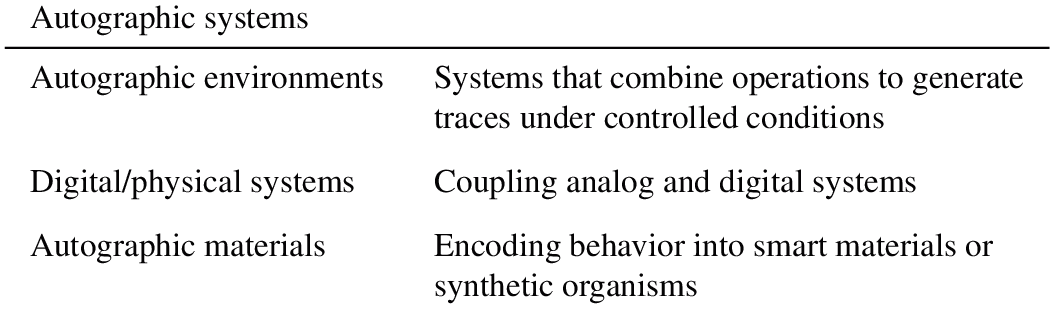 Autographic systems
Autographic environments Systems that combine operations to generate
traces under controlled conditions
Digital/physical systems Coupling analog and digital systems
Autographic materials Encoding behavior into smart materials or
synthetic organisms